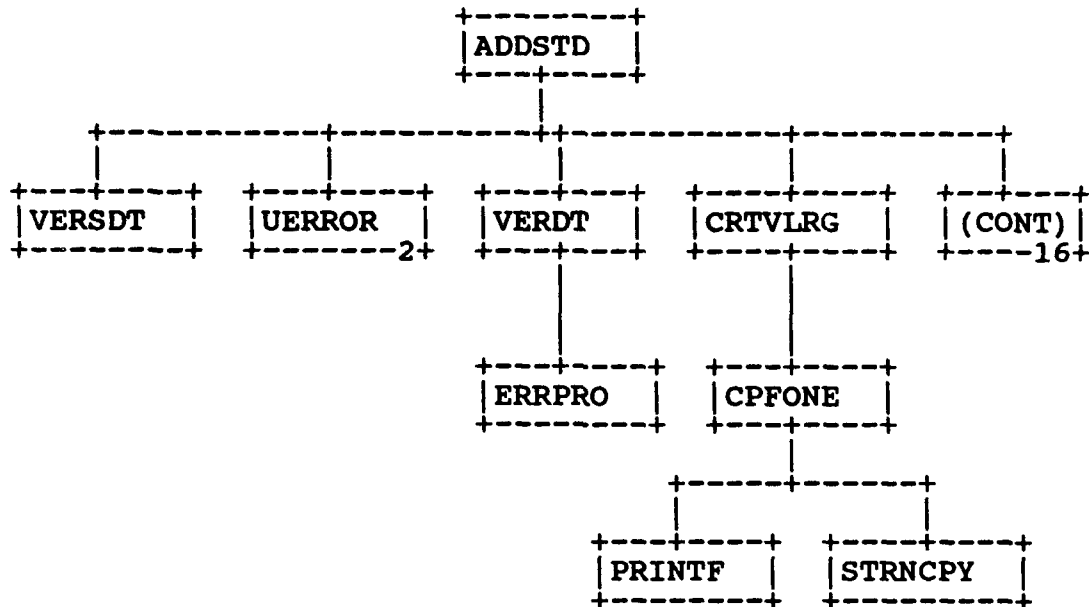 ADDSTD
VERSDT UERROR VERDT CRTVLRG (CONT)
2 16
ERRPRO CPFONE
PRINTF STRNCPY